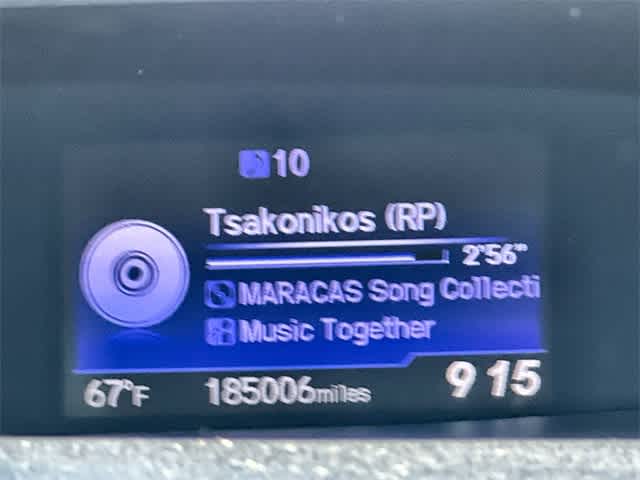 10
Tsakonikos (RP)
2'56"
MARACAS Song Collecti
Music Together
67°F 185006miles 9 15